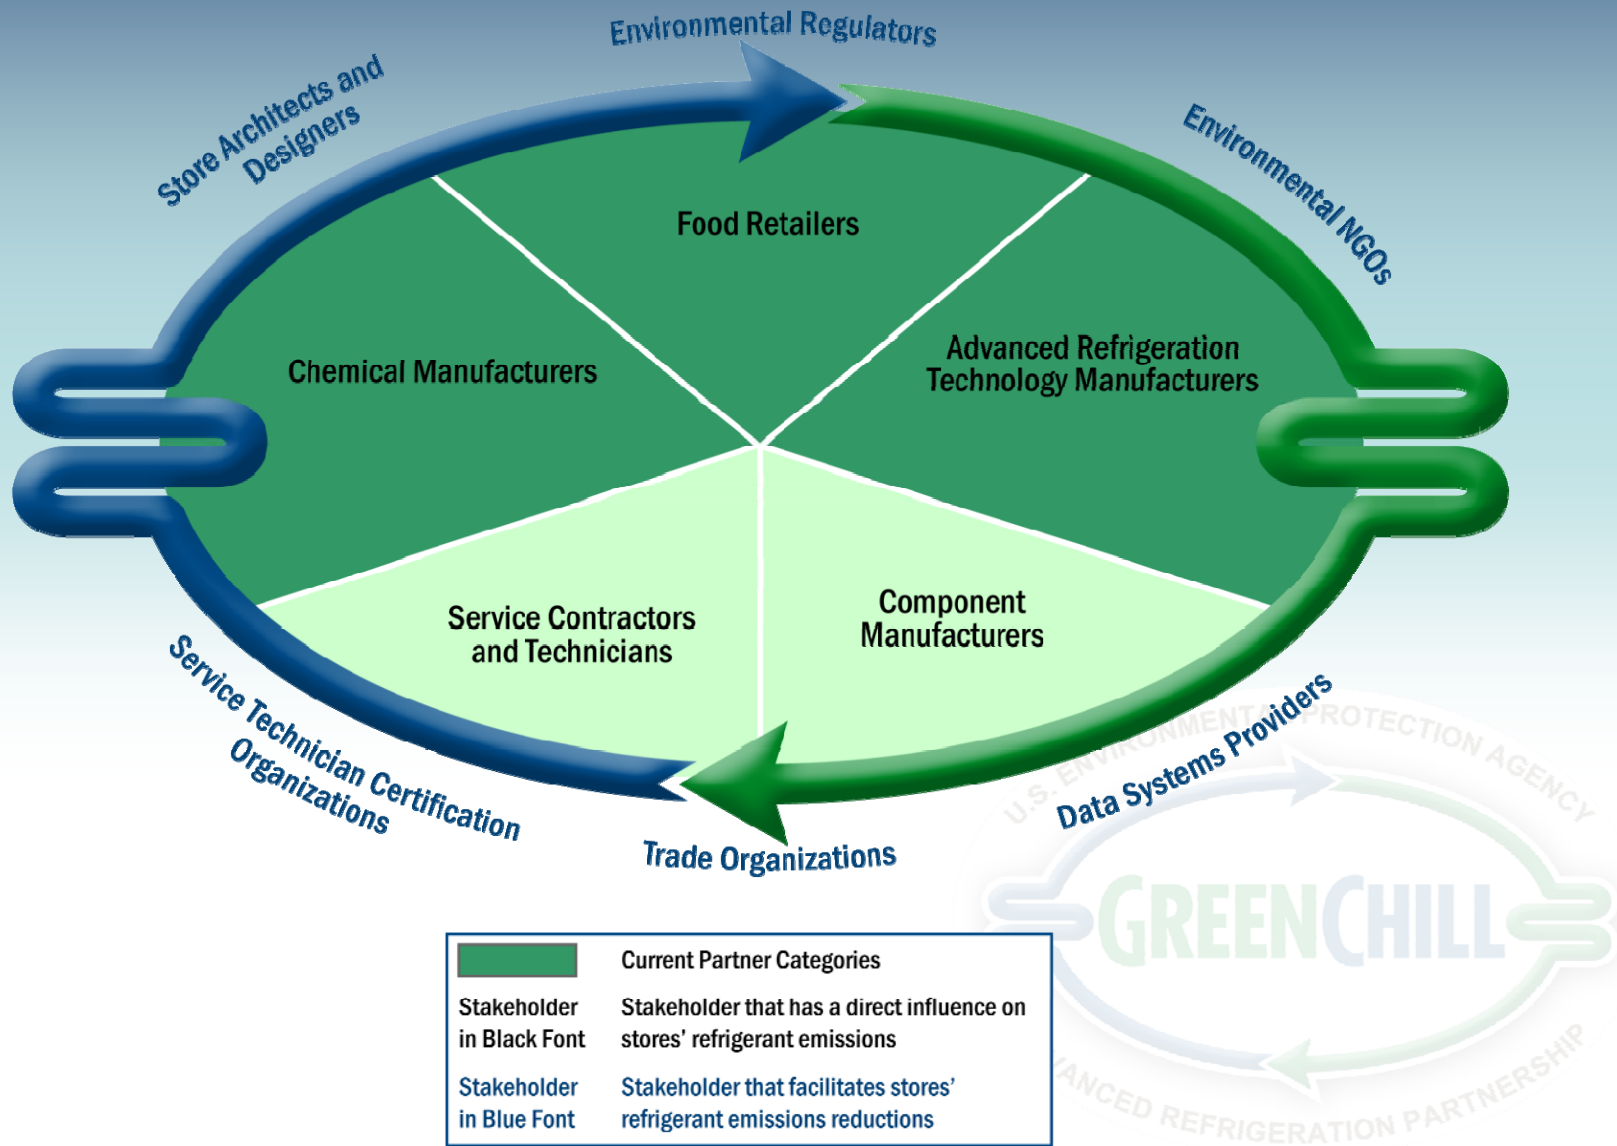 Environmental Regulators
Store Architects and
Designers
Environmental NGOs
Food Retailers
Chemical Manufacturers
Advanced Refrigeration
Technology Manufacturers
Service Contractors
and Technicians
Component
Manufacturers
Service Technician Certification
Organizations
Trade Organizations
Data Systems Providers
U.S. ENVIRONMENTAL PROTECTION AGENCY
GREENCHILL
VANCED REFRIGERATION PARTNERSHIP
Current Partner Categories
Stakeholder
in Black Font
Stakeholder that has a direct influence on
stores' refrigerant emissions
Stakeholder
in Blue Font
Stakeholder that facilitates stores'
refrigerant emissions reductions